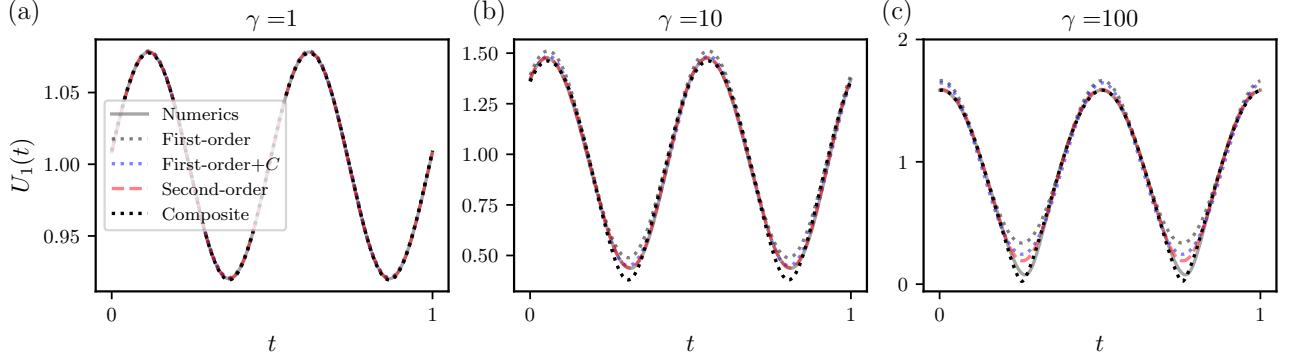 (a)
γ =1
1.05
1.00
0.95
U₁(t)
Numerics
First-order
First-order+C
Second-order
Composite
0
1
t
(b)
γ =10
1.50
1.25
1.00
0.75
0.50
0
1
t
(c)
γ =100
2
1
0
0
1
t